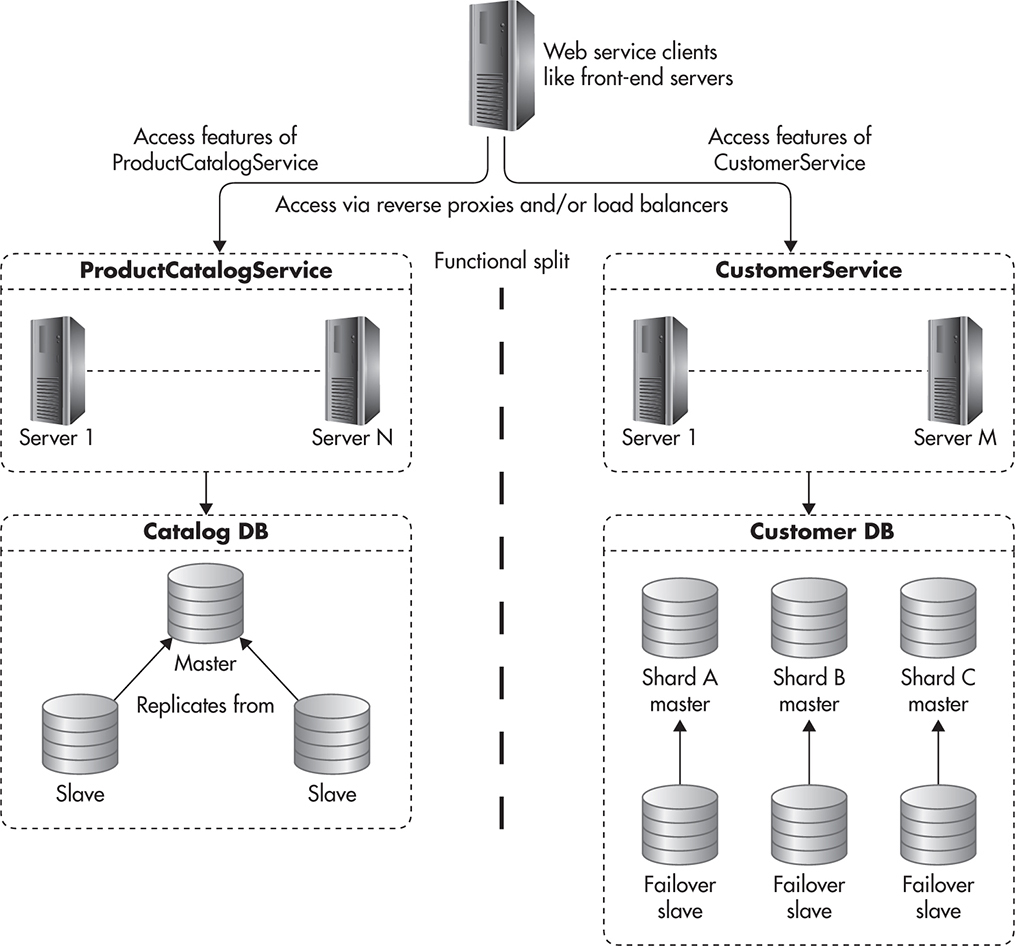 Web service clients
like front-end servers
Access features of
ProductCatalogService
Access features of
CustomerService
Access via reverse proxies and/or load balancers
ProductCatalogService
Functional split
CustomerService
Server 1
Server N
Server 1
Server M
Catalog DB
Master
Replicates from
Slave
Slave
Customer DB
Shard A
master
Shard B
master
Shard C
master
Failover
slave
Failover
slave
Failover
slave